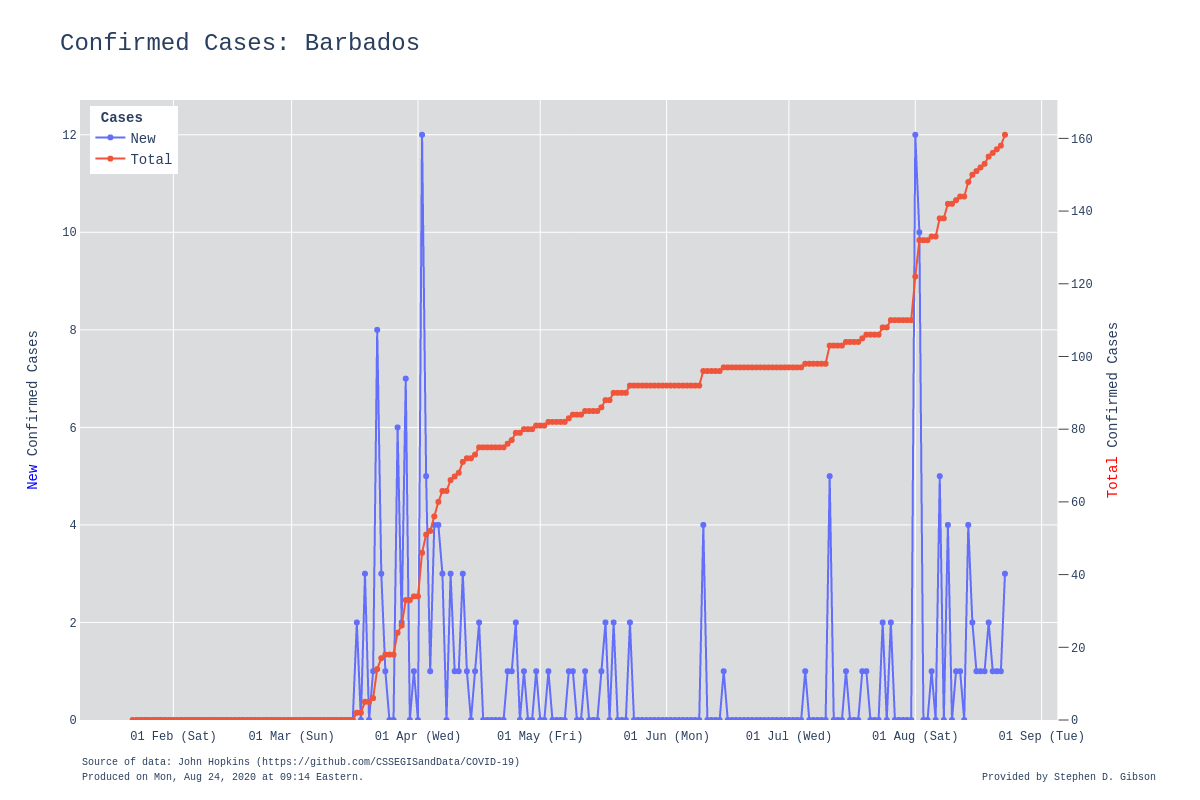 Confirmed Cases: Barbados
Cases
New
Total
12
10
8
6
4
2
0
160
140
120
100
80
60
40
20
0
New Confirmed Cases
Total Confirmed Cases
01 Feb (Sat)
01 Mar (Sun)
01 Apr (Wed)
01 May (Fri)
01 Jun (Mon)
01 Jul (Wed)
01 Aug (Sat)
01 Sep (Tue)
Source of data: John Hopkins (https://github.com/CSSEGISandData/COVID-19)
Produced on Mon, Aug 24, 2020 at 09:14 Eastern.
Provided by Stephen D. Gibson